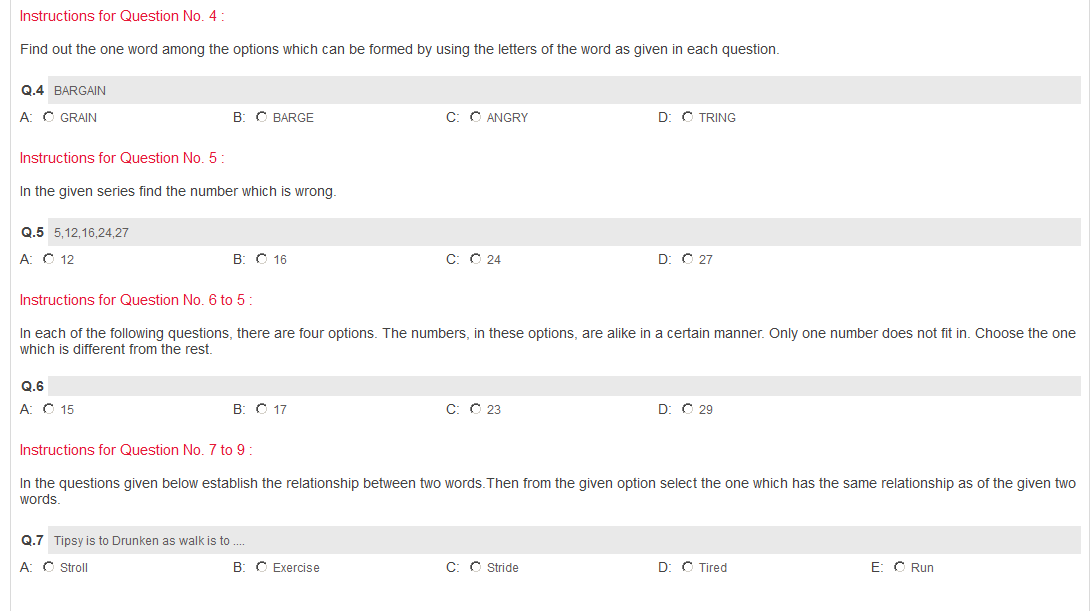 Instructions for Question No. 4 :
Find out the one word among the options which can be formed by using the letters of the word as given in each question.
Q.4 BARGAIN
A: GRAIN B: BARGE C: ANGRY D: TRING
Instructions for Question No. 5 :
In the given series find the number which is wrong.
Q.5 5,12,16,24,27
A: 12 B: 16 C: 24 D: 27
Instructions for Question No. 6 to 5 :
In each of the following questions, there are four options. The numbers, in these options, are alike in a certain manner. Only one number does not fit in. Choose the one
which is different from the rest.
Q.6
A: 15 B: 17 C: 23 D: 29
Instructions for Question No. 7 to 9 :
In the questions given below establish the relationship between two words.Then from the given option select the one which has the same relationship as of the given two
words.
Q.7 Tipsy is to Drunken as walk is to ....
A: Stroll B: Exercise C: Stride D: Tired E: Run